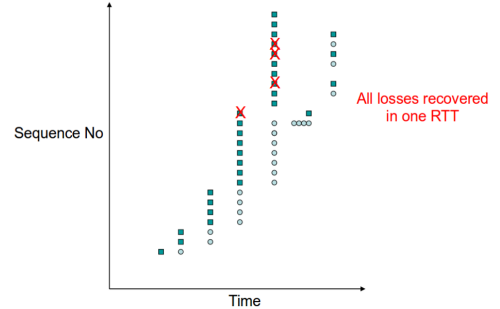 All losses recovered
in one RTT
Sequence No
Time